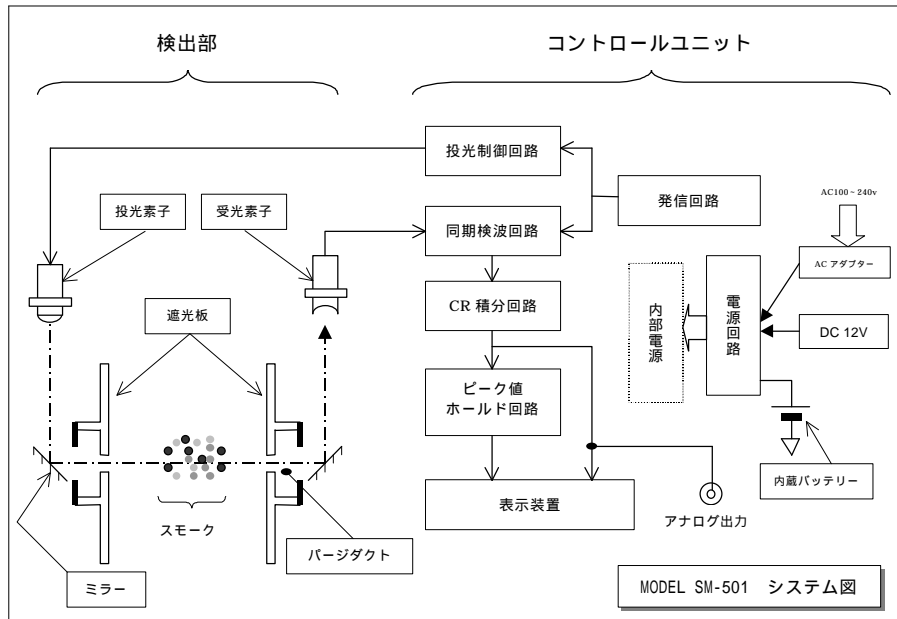 検出部
コントロールユニット
投光制御回路
発信回路
AC100~240v
投光素子
受光素子
同期検波回路
ACアダプター
CR 積分回路
内部電源
電源回路
遮光板
DC 12V
ピーク値
ホールド回路
スモーク
表示装置
アナログ出力
内蔵バッテリー
パージダクト
ミラー
MODEL SM-501 システム図